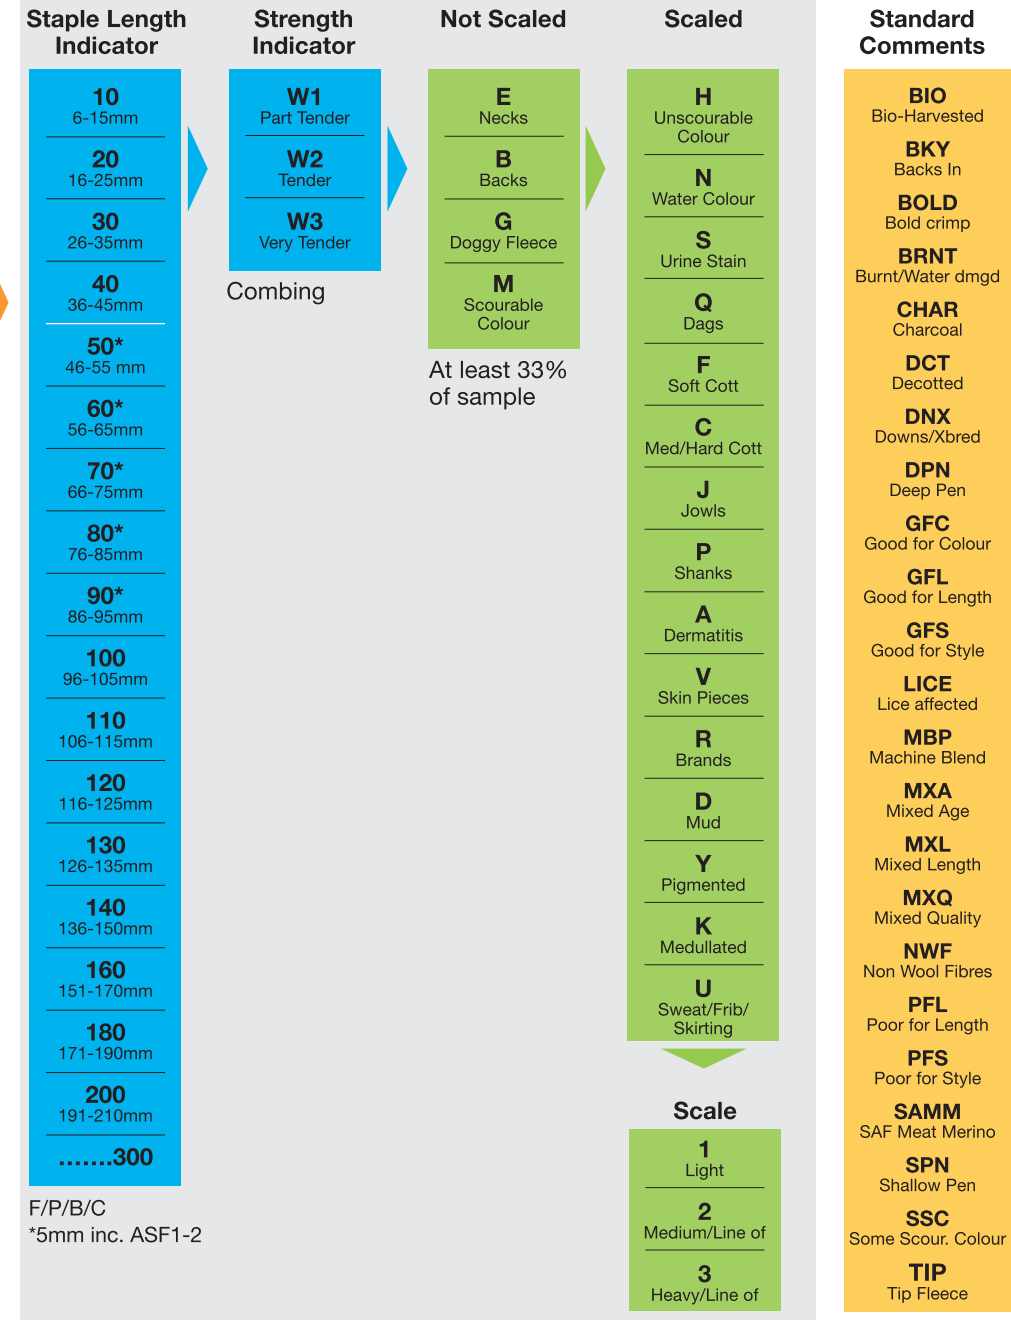 Staple Length
Indicator
10
6-15mm
20
16-25mm
30
26-35mm
40
36-45mm
50*
46-55 mm
60*
56-65mm
70*
66-75mm
80*
76-85mm
90*
86-95mm
100
96-105mm
110
106-115mm
120
116-125mm
130
126-135mm
140
136-150mm
160
151-170mm
180
171-190mm
200
191-210mm
.......300
F/P/B/C
*5mm inc. ASF1-2
Strength
Indicator
W1
Part Tender
W2
Tender
W3
Very Tender
Combing
Not Scaled
E
Necks
B
Backs
G
Doggy Fleece
M
Scourable
Colour
At least 33%
of sample
Scaled
H
Unscourable
Colour
N
Water Colour
S
Urine Stain
Q
Dags
F
Soft Cott
C
Med/Hard Cott
J
Jowls
P
Shanks
A
Dermatitis
V
Skin Pieces
R
Brands
D
Mud
Y
Pigmented
K
Medullated
U
Sweat/Frib/
Skirting
Scale
1
Light
2
Medium/Line of
3
Heavy/Line of
Standard
Comments
BIO
Bio-Harvested
BKY
Backs In
BOLD
Bold crimp
BRNT
Burnt/Water dmgd
CHAR
Charcoal
DCT
Decotted
DNX
Downs/Xbred
DPN
Deep Pen
GFC
Good for Colour
GFL
Good for Length
GFS
Good for Style
LICE
Lice affected
MBP
Machine Blend
MXA
Mixed Age
MXL
Mixed Length
MXQ
Mixed Quality
NWF
Non Wool Fibres
PFL
Poor for Length
PFS
Poor for Style
SAMM
SAF Meat Merino
SPN
Shallow Pen
SSC
Some Scour. Colour
TIP
Tip Fleece